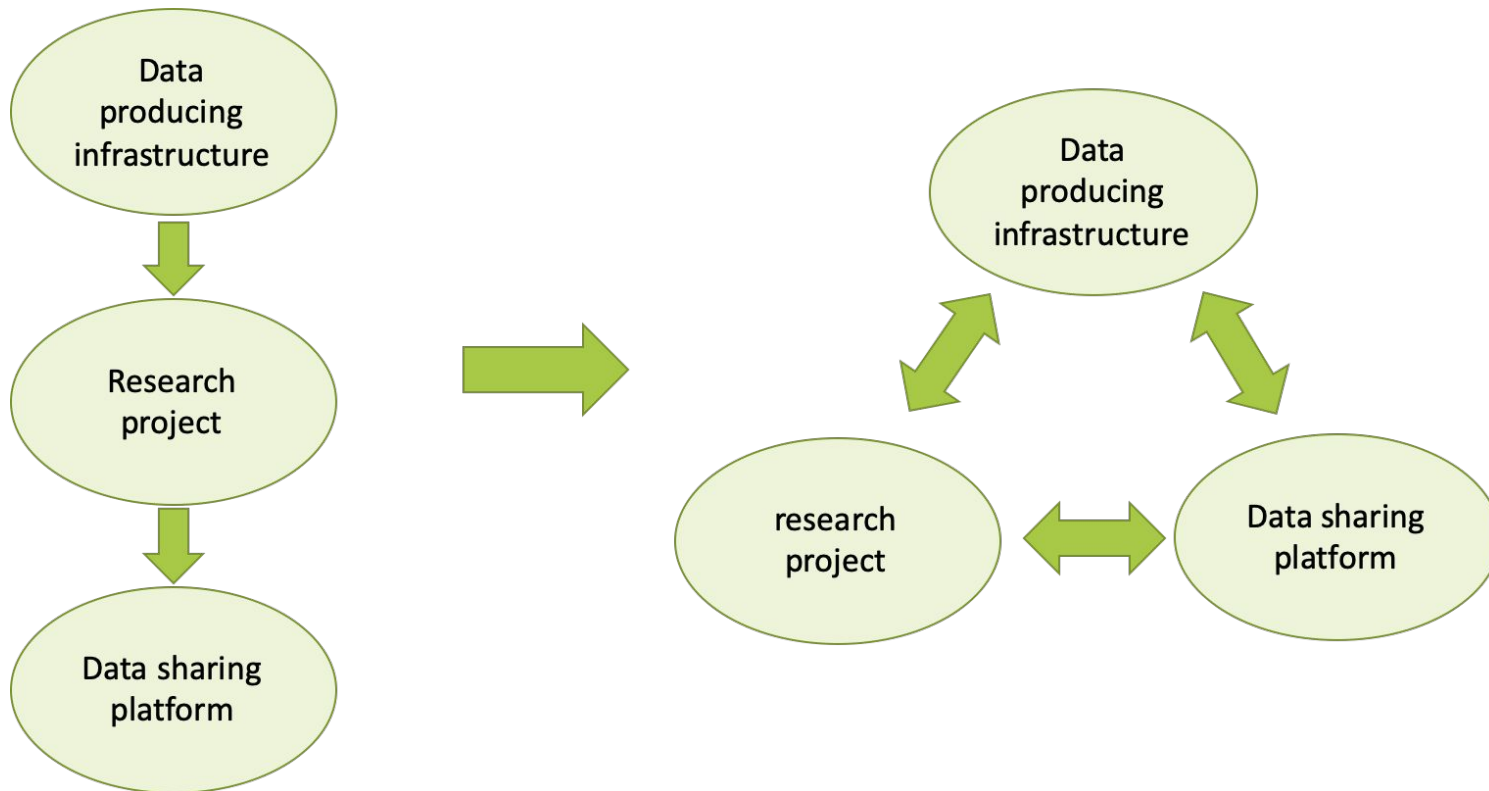 Data
producing
infrastructure
Research
project
Data sharing
platform
Data
producing
infrastructure
research
project
Data sharing
platform